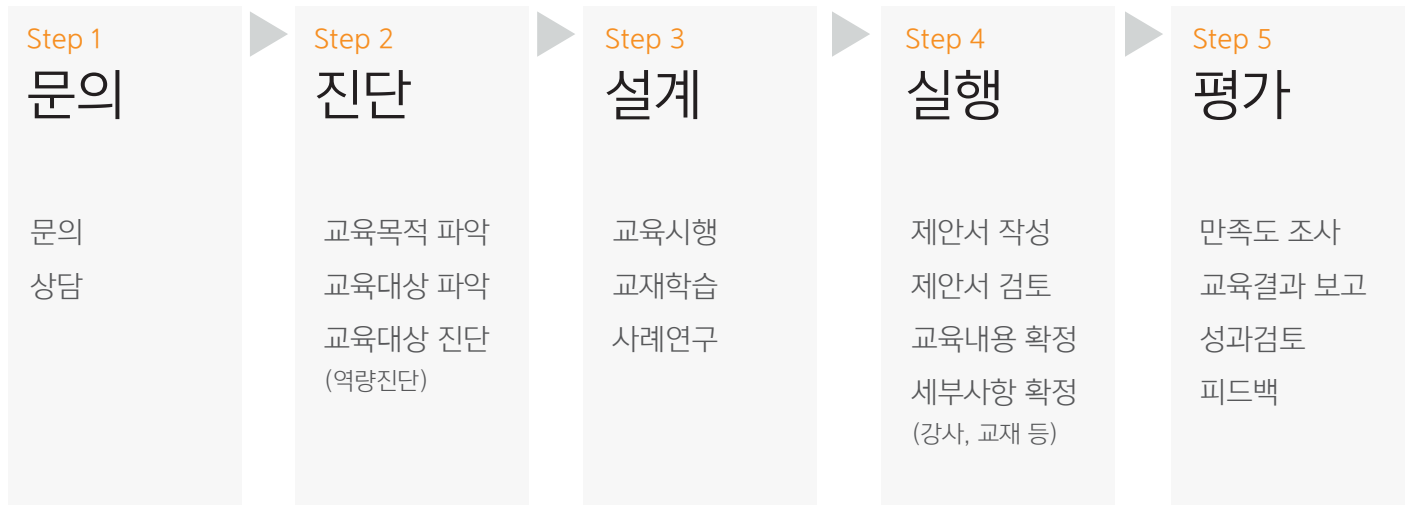 Step 1
문의
문의
상담
Step 2
진단
교육목적 파악
교육대상 파악
교육대상 진단
(역량진단)
Step 3
설계
교육시행
교재학습
사례연구
Step 4
실행
제안서 작성
제안서 검토
교육내용 확정
세부사항 확정
(강사, 교재 등)
Step 5
평가
만족도 조사
교육결과 보고
성과검토
피드백